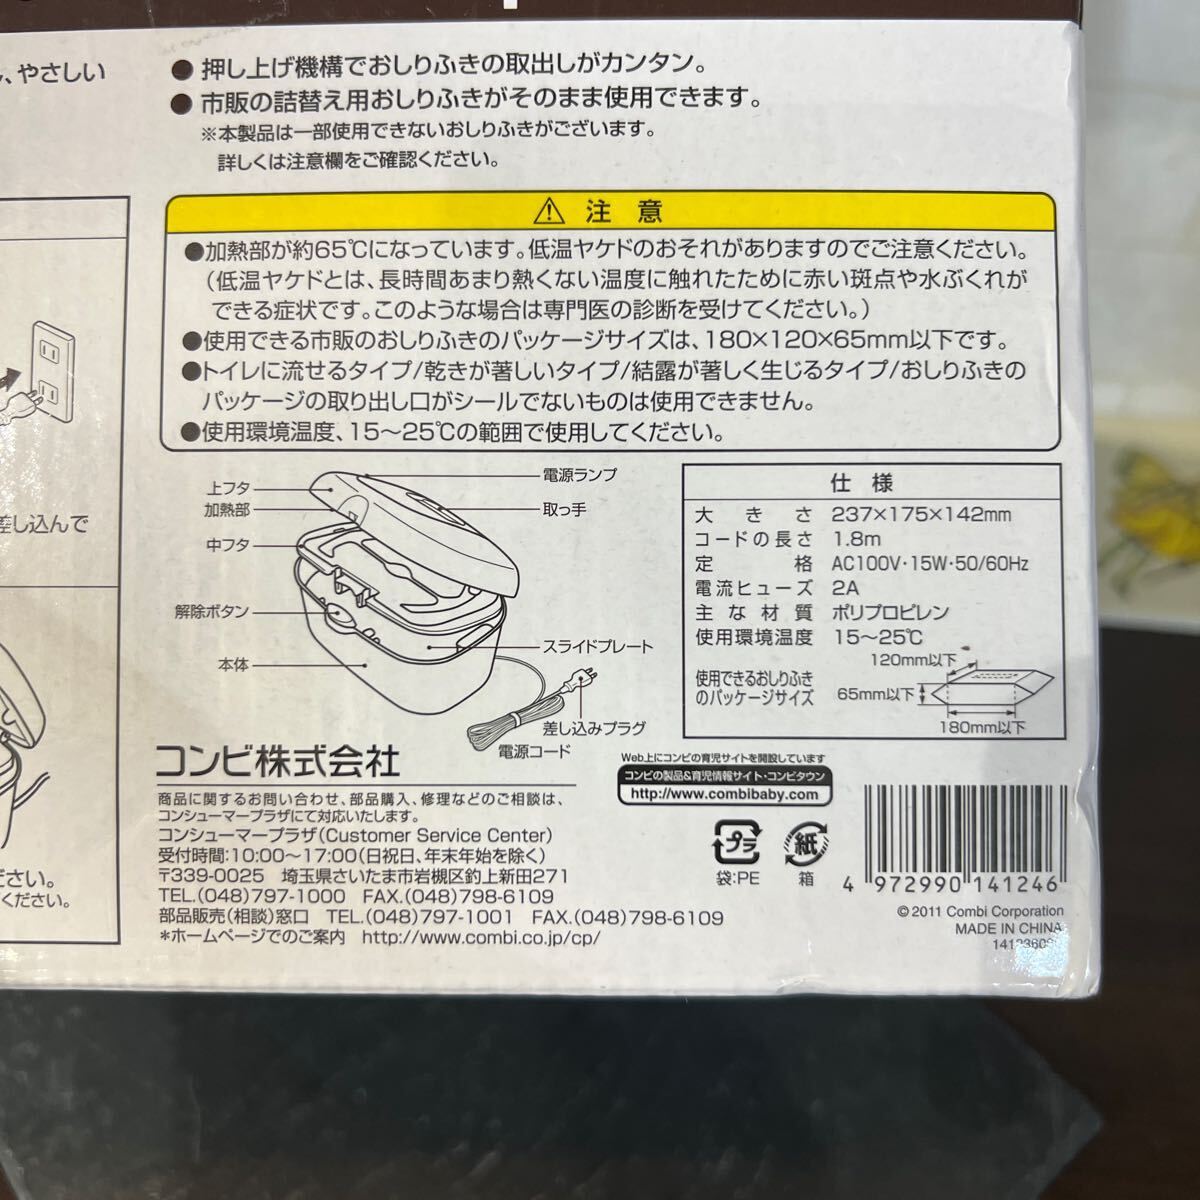 やさしい
● 押し上げ機構でおしりふきの取出しがカンタン。
● 市販の詰替え用おしりふきがそのまま使用できます。
※本製品は一部使用できないおしりふきがございます。
詳しくは注意欄をご確認ください。
注 意
●加熱部が約65℃になっています。低温ヤケドのおそれがありますのでご注意ください。
(低温ヤケドとは、長時間あまり熱くない温度に触れたために赤い斑点や水ぶくれが
できる症状です。このような場合は専門医の診断を受けてください。)
●使用できる市販のおしりふきのパッケージサイズは、180×120×65mm以下です。
●トイレに流せるタイプ/乾きが著しいタイプ/結露が著しく生じるタイプ/おしりふきの
パッケージの取り出し口がシールでないものは使用できません。
●使用環境温度、15〜25℃の範囲で使用してください。
差し込んで
ださい。
ください。
上フタ
加熱部
中フタ
解除ボタン
本体
電源ランプ
取っ手
スライドプレート
差し込みプラグ
電源コード
仕 様
大きさ 237×175×142mm
コードの長さ 1.8m
定格 AC100V・15W・50/60Hz
電流ヒューズ 2A
主な材質 ポリプロピレン
使用環境温度 15〜25℃
使用できるおしりふき
のパッケージサイズ
120mm以下
65mm以下
180mm以下
コンビ株式会社
商品に関するお問い合わせ、部品購入、修理などのご相談は、
コンシューマープラザにて対応いたします。
コンシューマープラザ(Customer Service Center)
受付時間:10:00〜17:00(日祝日、年末年始を除く)
〒339-0025 埼玉県さいたま市岩槻区釣上新田271
TEL.(048)797-1000 FAX.(048)798-6109
部品販売(相談)窓口 TEL.(048)797-1001 FAX.(048)798-6109
*ホームページでのご案内 http://www.combi.co.jp/cp/
Web上にコンビの育児サイトを開設しています
コンビの製品&育児情報サイト・コンビタウン
http://www.combibaby.com
プラ
袋:PE
紙
箱
4 972990 141246
© 2011 Combi Corporation
MADE IN CHINA